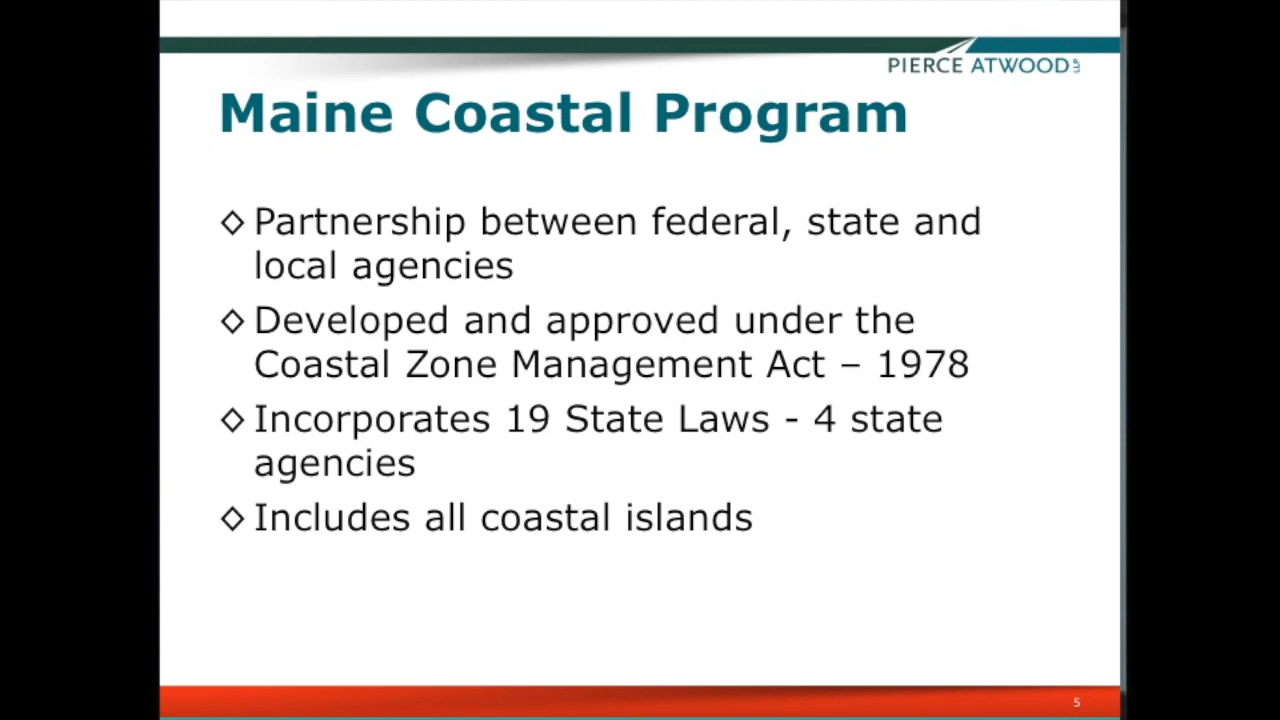 PIERCE ATWOOD LLP
Maine Coastal Program
◇ Partnership between federal, state and
local agencies
◇ Developed and approved under the
Coastal Zone Management Act – 1978
◇ Incorporates 19 State Laws - 4 state
agencies
◇ Includes all coastal islands
5